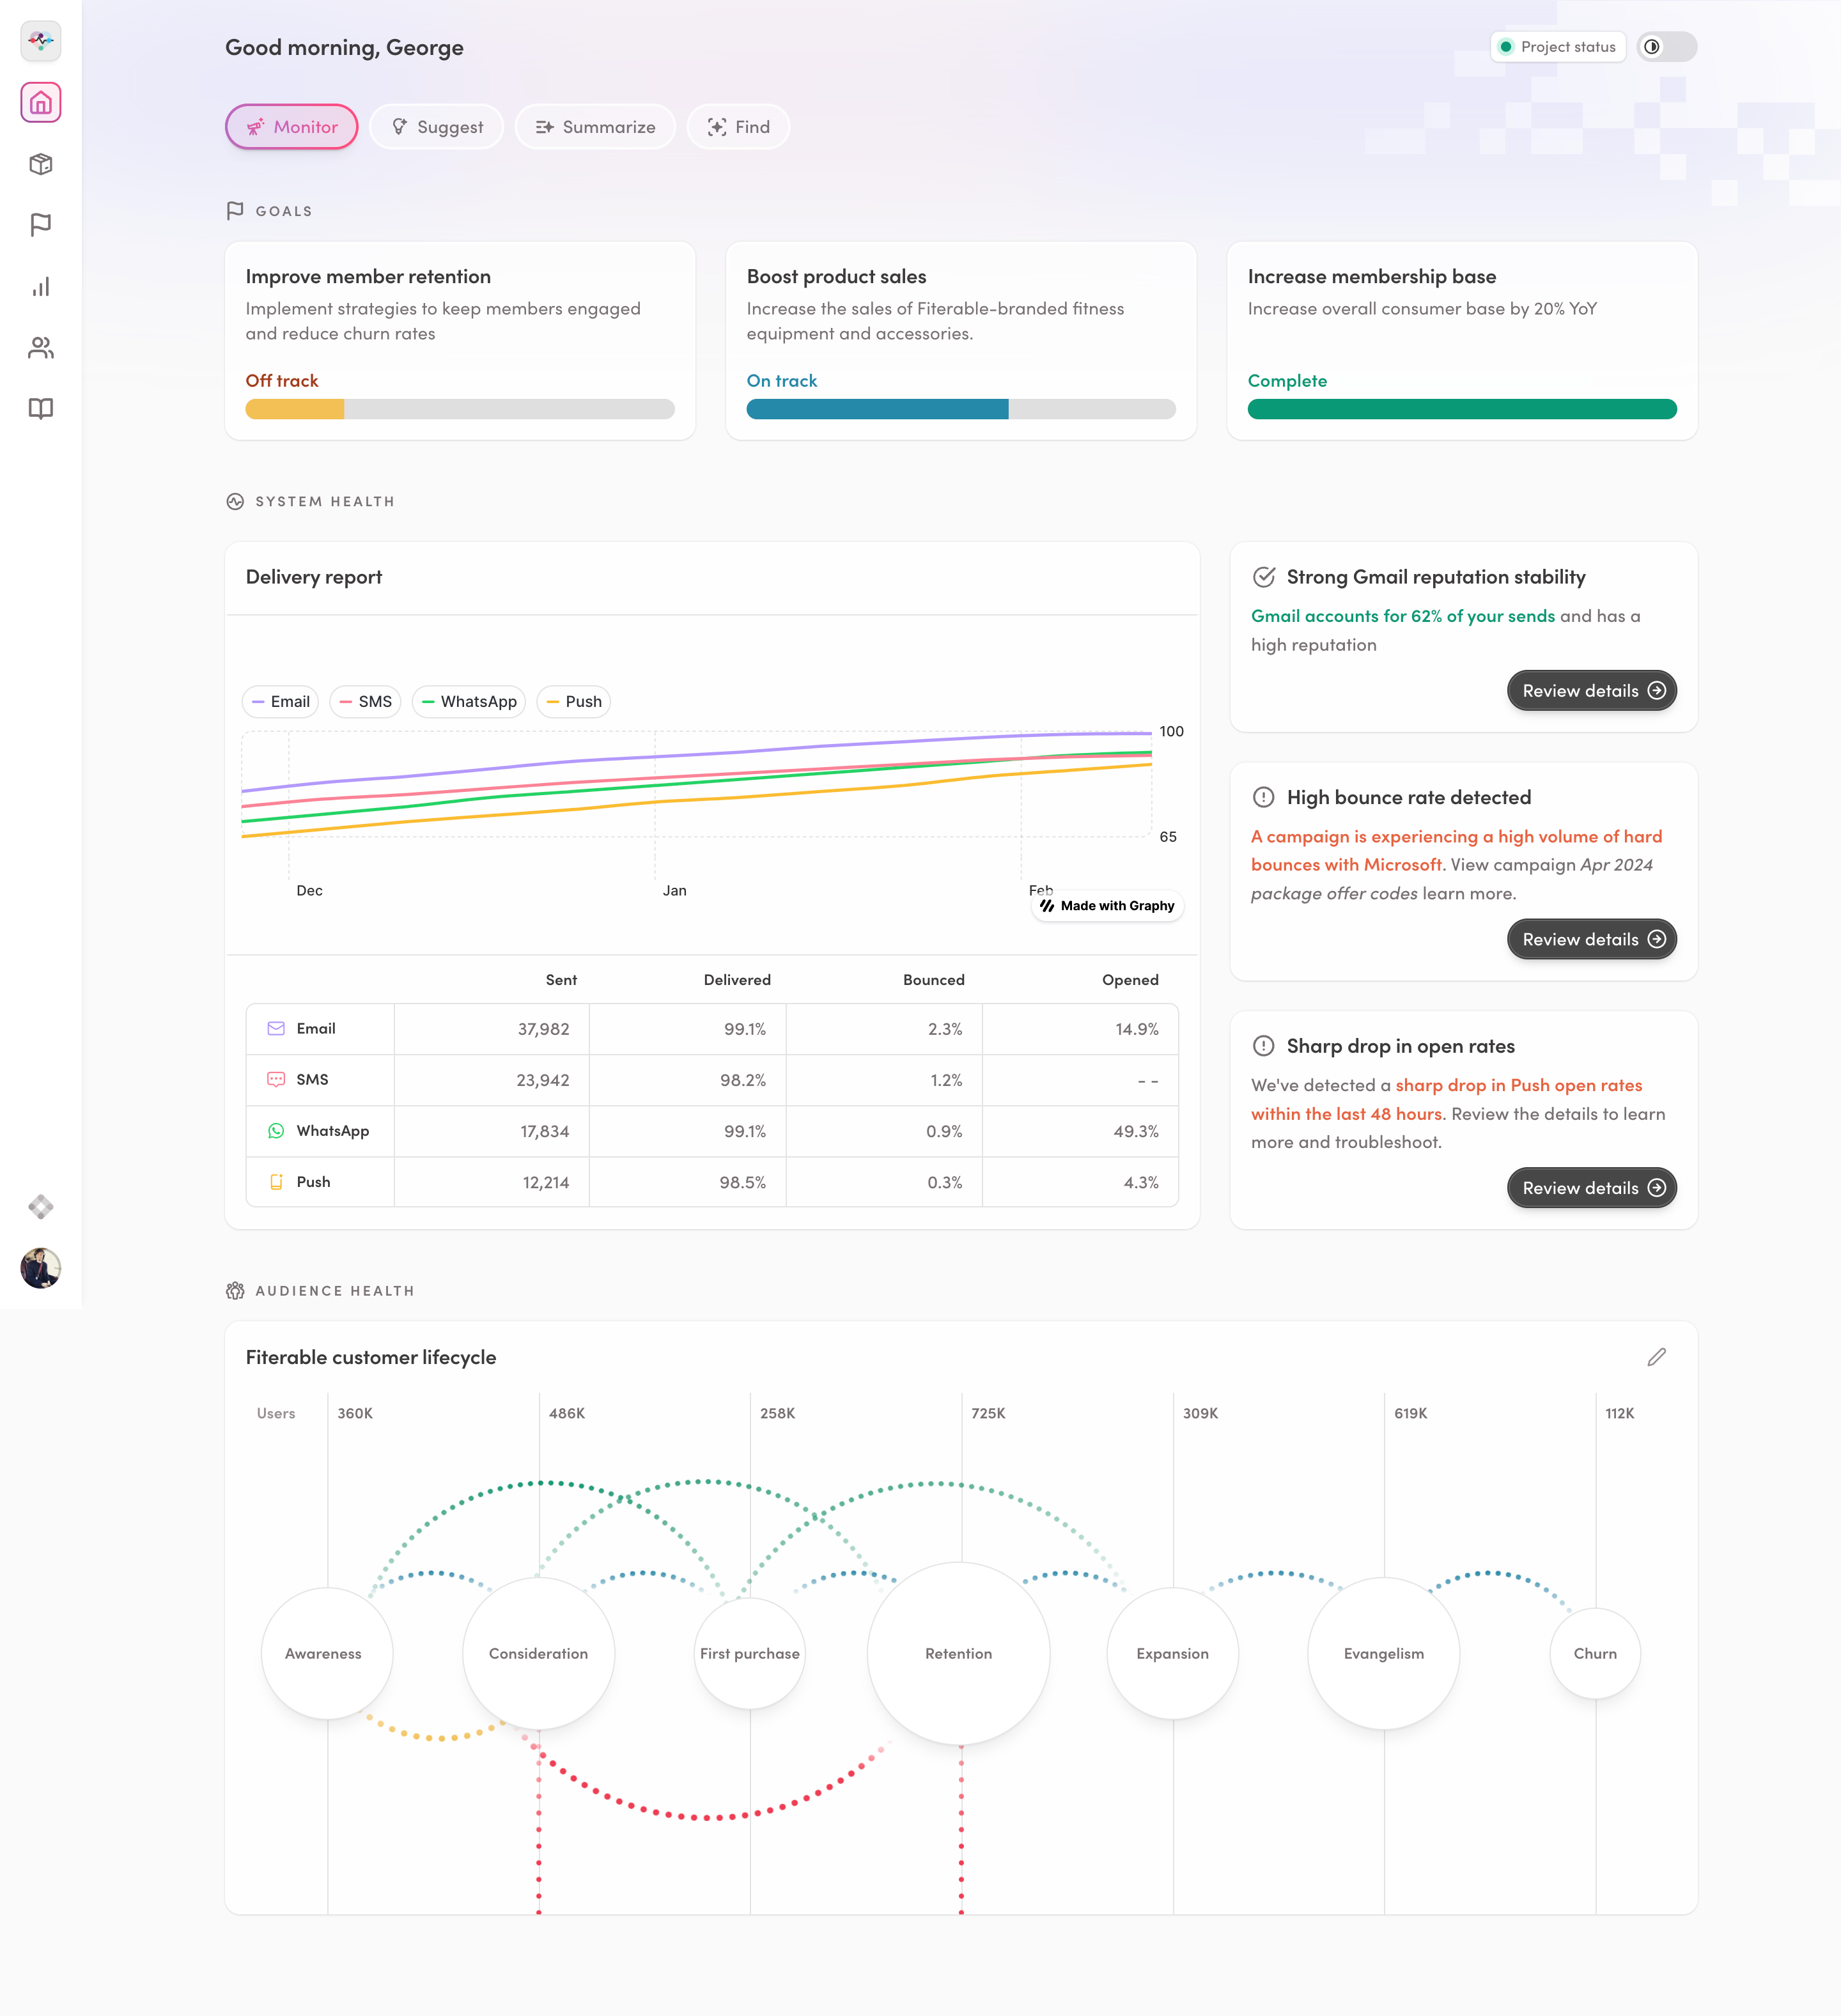 Good morning, George
Project status
Monitor
Suggest
Summarize
Find
GOALS
Improve member retention
Implement strategies to keep members engaged
and reduce churn rates
Off track
Boost product sales
Increase the sales of Fiterable-branded fitness
equipment and accessories.
On track
Increase membership base
Increase overall consumer base by 20% YoY
Complete
SYSTEM HEALTH
Delivery report
Email
SMS
WhatsApp
Push
100
65
Dec
Jan
Feb
Made with Graphy
Sent Delivered Bounced Opened
Email 37,982 99.1% 2.3% 14.9%
SMS 23,942 98.2% 1.2% - -
WhatsApp 17,834 99.1% 0.9% 49.3%
Push 12,214 98.5% 0.3% 4.3%
Strong Gmail reputation stability
Gmail accounts for 62% of your sends and has a
high reputation
Review details
High bounce rate detected
A campaign is experiencing a high volume of hard
bounces with Microsoft. View campaign Apr 2024
package offer codes learn more.
Review details
Sharp drop in open rates
We've detected a sharp drop in Push open rates
within the last 48 hours. Review the details to learn
more and troubleshoot.
Review details
AUDIENCE HEALTH
Fiterable customer lifecycle
Users 360K 486K 258K 725K 309K 619K 112K
Awareness Consideration First purchase Retention Expansion Evangelism Churn